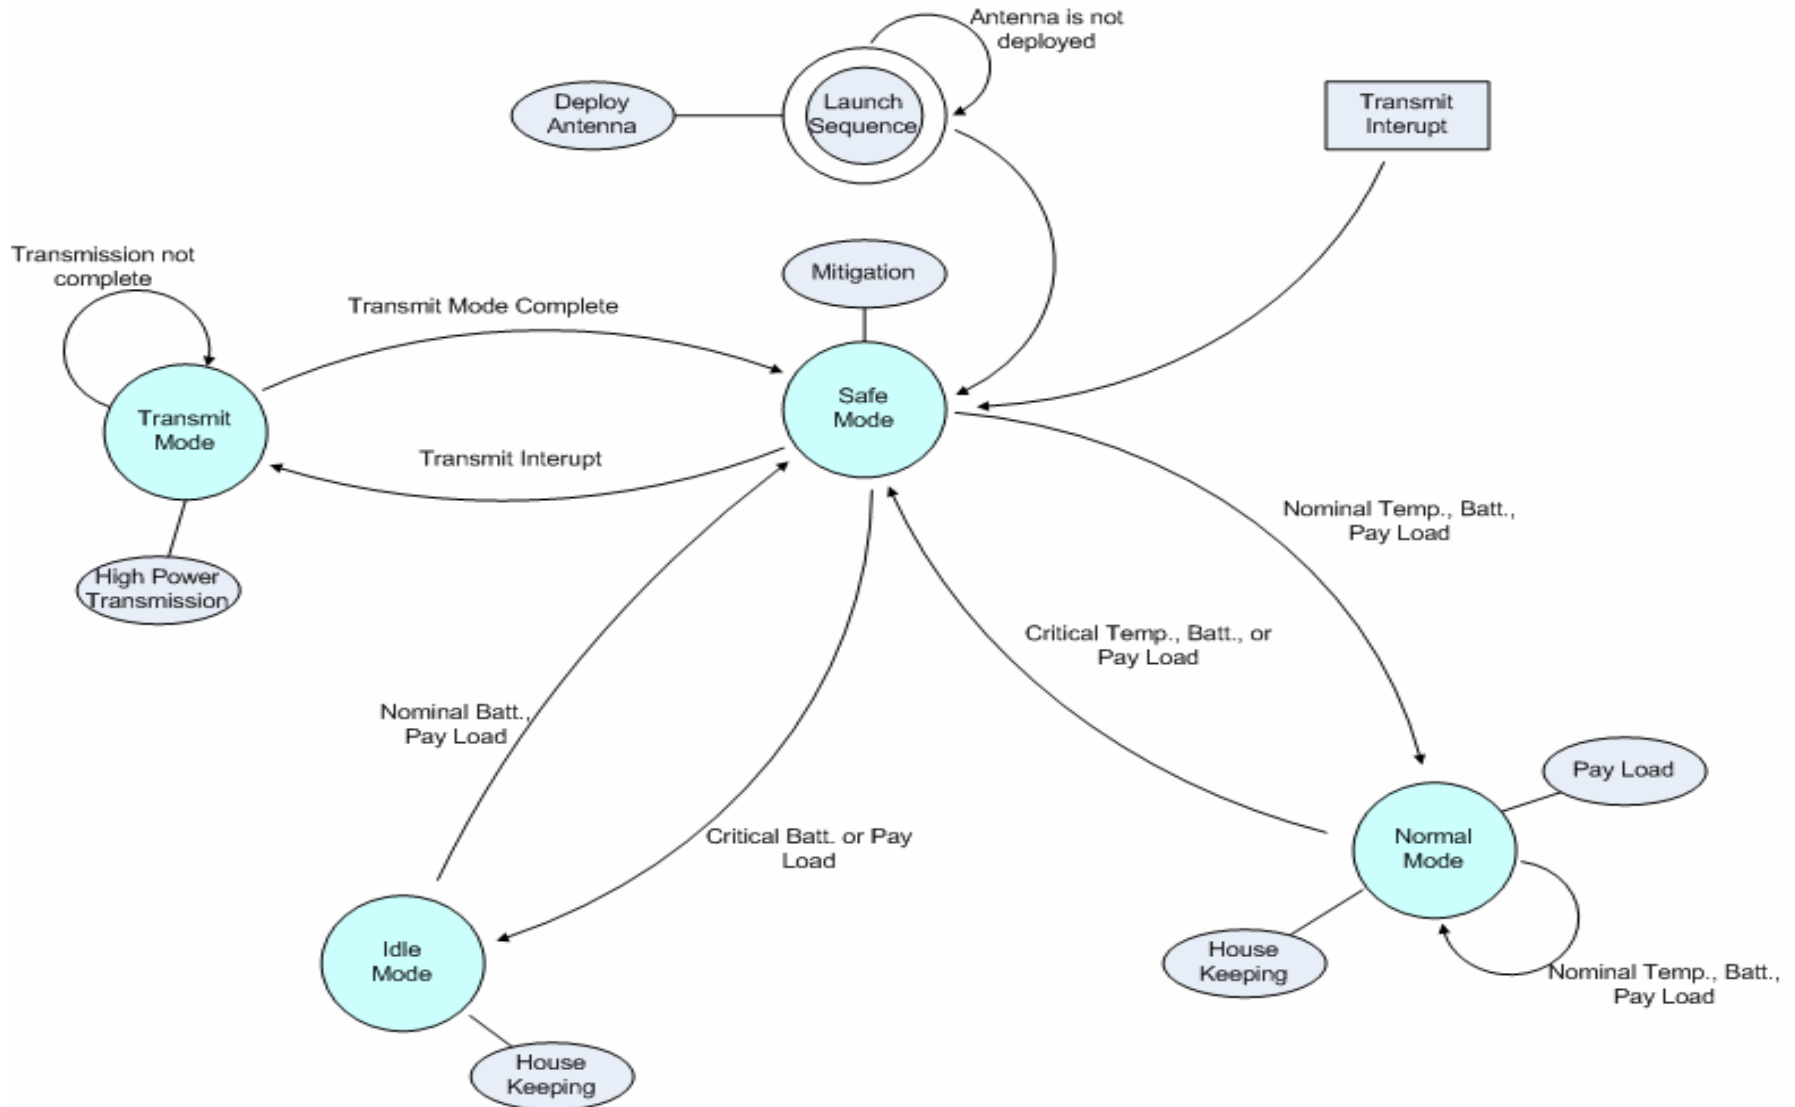 Antenna is not
deployed
Deploy
Antenna
Launch
Sequence
Transmit
Interupt
Transmission not
complete
Mitigation
Transmit Mode Complete
Safe
Mode
Transmit
Mode
Transmit Interupt
Nominal Temp., Batt.,
Pay Load
High Power
Transmission
Critical Temp., Batt., or
Pay Load
Nominal Batt.,
Pay Load
Pay Load
Critical Batt. or Pay
Load
Normal
Mode
Idle
Mode
House
Keeping
Nominal Temp., Batt.,
Pay Load
House
Keeping